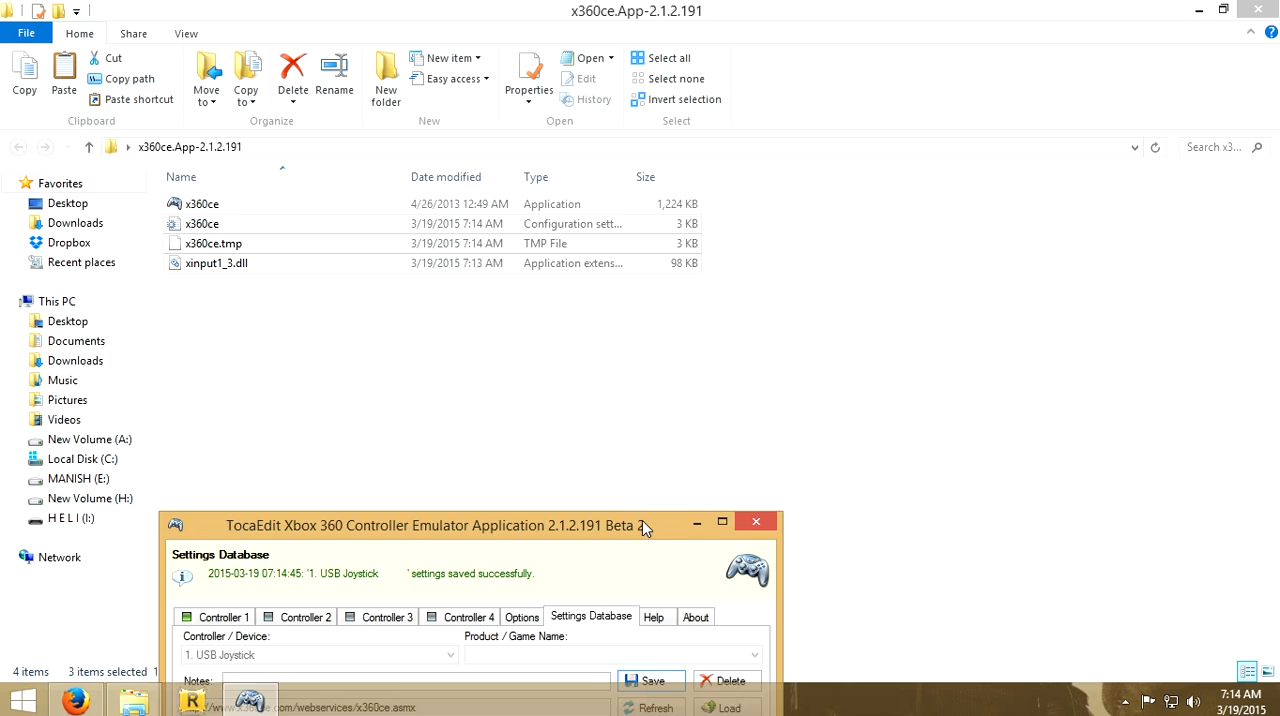 x360ce.App-2.1.2.191
File Home Share View
Copy
Paste
Cut
Copy path
Paste shortcut
Clipboard
Move to
Copy to
Delete
Rename
Organize
New folder
New item
Easy access
New
Properties
Open
Edit
History
Open
Select all
Select none
Invert selection
Select
x360ce.App-2.1.2.191
Search x3...
Name Date modified Type Size
x360ce 4/26/2013 12:49 AM Application 1,224 KB
x360ce 3/19/2015 7:14 AM Configuration sett... 3 KB
x360ce.tmp 3/19/2015 7:14 AM TMP File 3 KB
xinput1_3.dll 3/19/2015 7:13 AM Application extens... 98 KB
Favorites
Desktop
Downloads
Dropbox
Recent places
This PC
Desktop
Documents
Downloads
Music
Pictures
Videos
New Volume (A:)
Local Disk (C:)
MANISH (E:)
New Volume (H:)
H E L I (I:)
Network
4 items 3 items selected 1
TocaEdit Xbox 360 Controller Emulator Application 2.1.2.191 Beta 2
Settings Database
2015-03-19 07:14:45: '1. USB Joystick ' settings saved successfully.
Controller 1 Controller 2 Controller 3 Controller 4 Options Settings Database Help About
Controller / Device: Product / Game Name:
1. USB Joystick
Notes: Save Delete
.com/webservices/x360ce.asmx Refresh Load
7:14 AM
3/19/2015